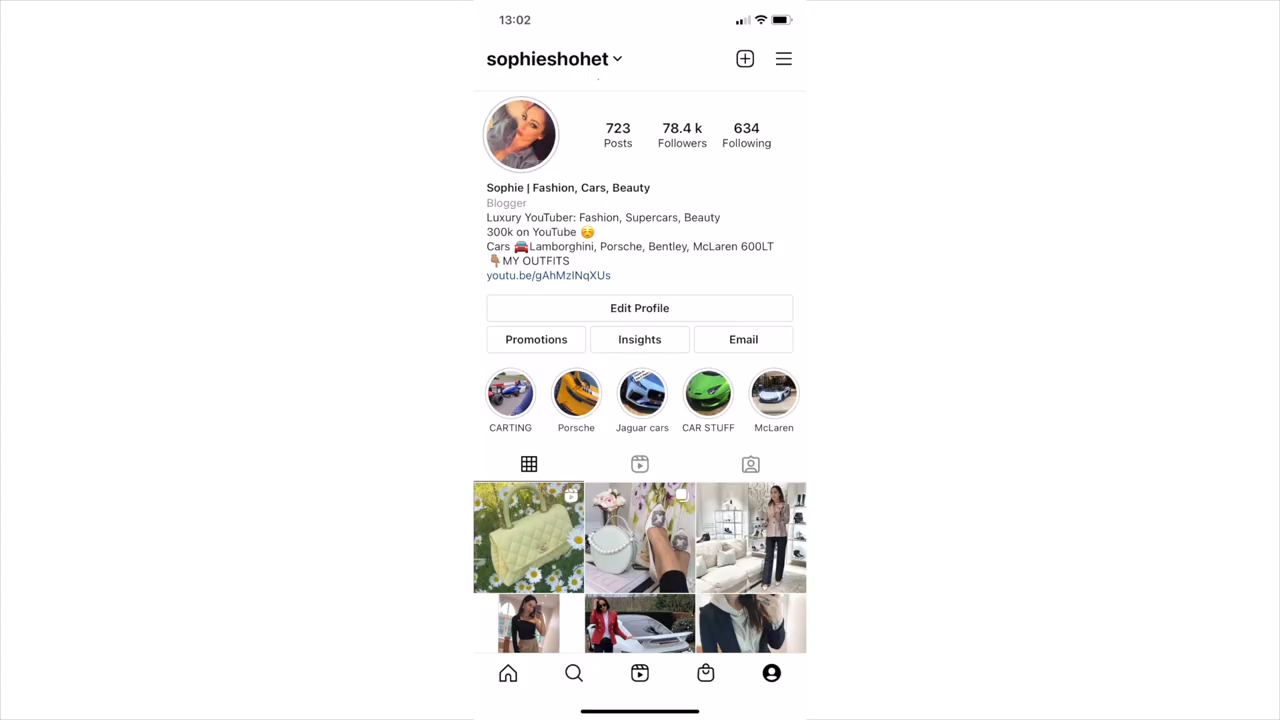 13:02
sophieshohet
723 78.4 k 634
Posts Followers Following
Sophie | Fashion, Cars, Beauty
Blogger
Luxury YouTuber: Fashion, Supercars, Beauty
300k on YouTube ☺️
Cars 🚘Lamborghini, Porsche, Bentley, McLaren 600LT
👇🏽MY OUTFITS
youtu.be/gAhMzINqXUs
Edit Profile
Promotions Insights Email
CARTING Porsche Jaguar cars CAR STUFF McLaren